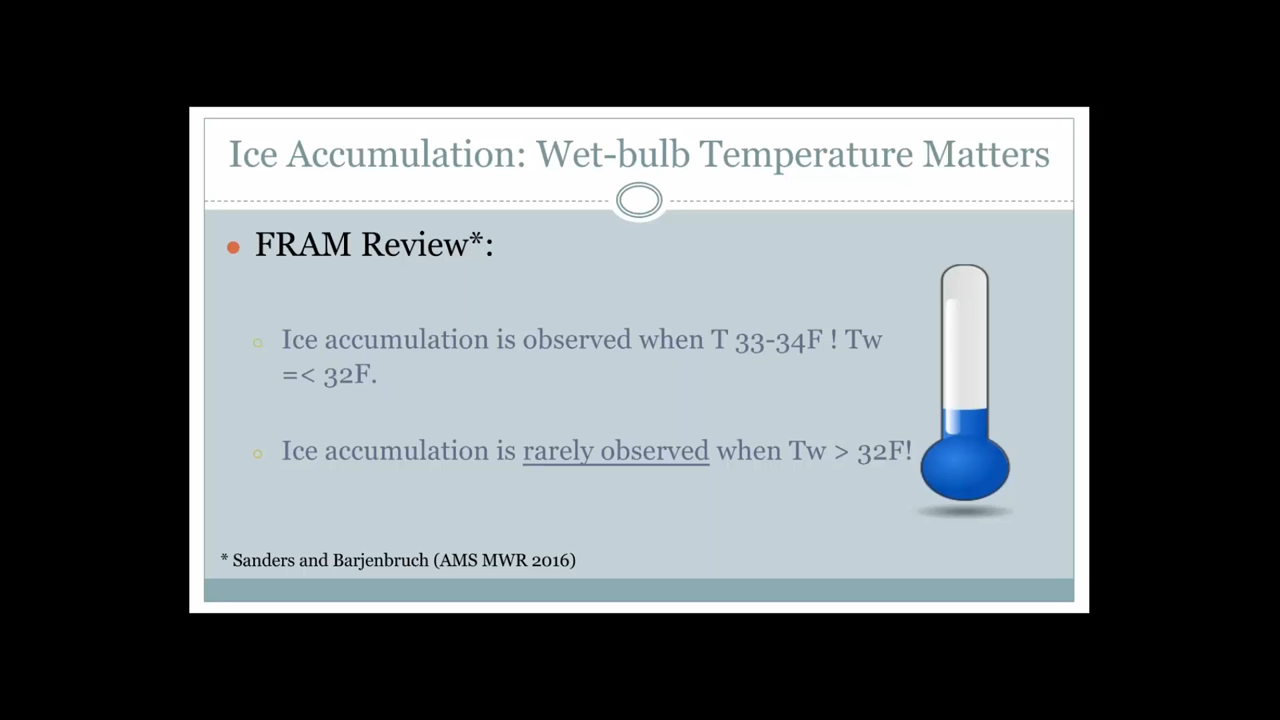 Ice Accumulation: Wet-bulb Temperature Matters
FRAM Review*:
Ice accumulation is observed when T 33-34F ! Tw
=< 32F.
Ice accumulation is rarely observed when Tw > 32F!
* Sanders and Barjenbruch (AMS MWR 2016)